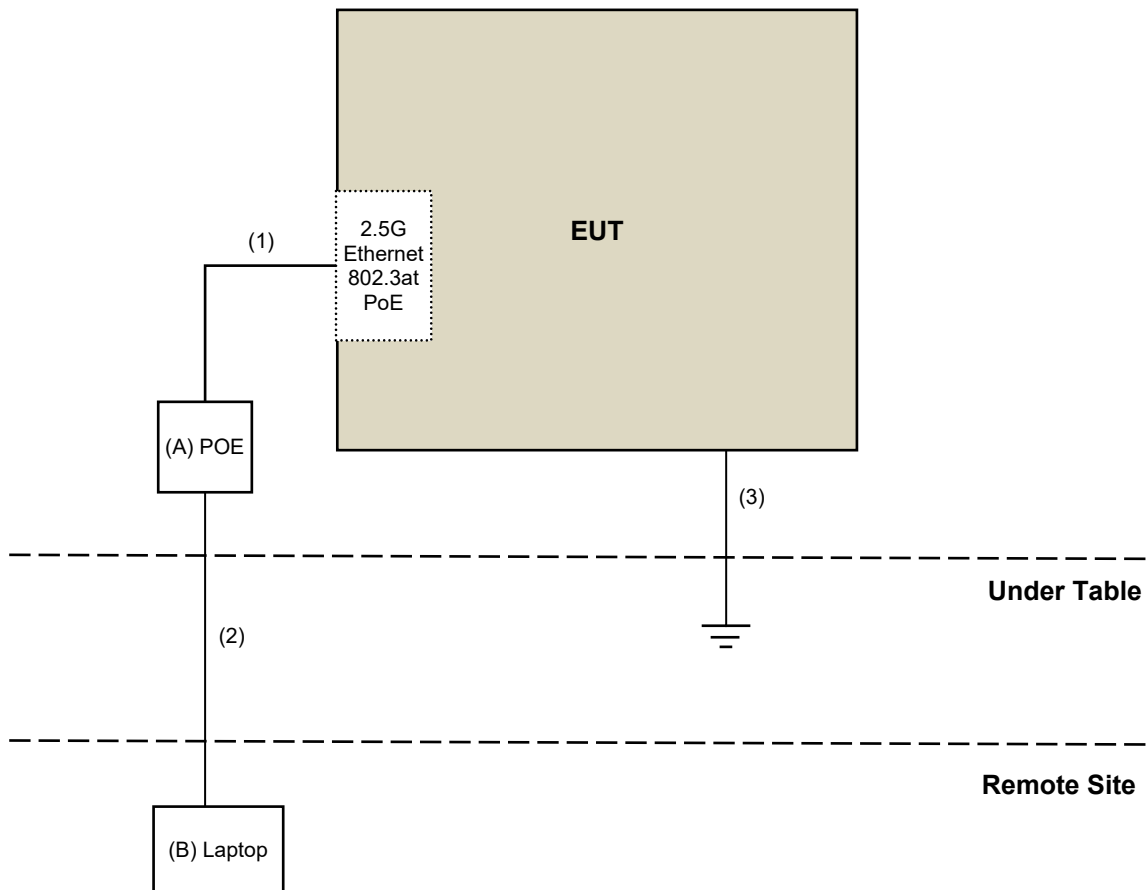 EUT
(1)
2.5G
Ethernet
802.3at
PoE
(A) POE
(3)
Under Table
(2)
Remote Site
(B) Laptop